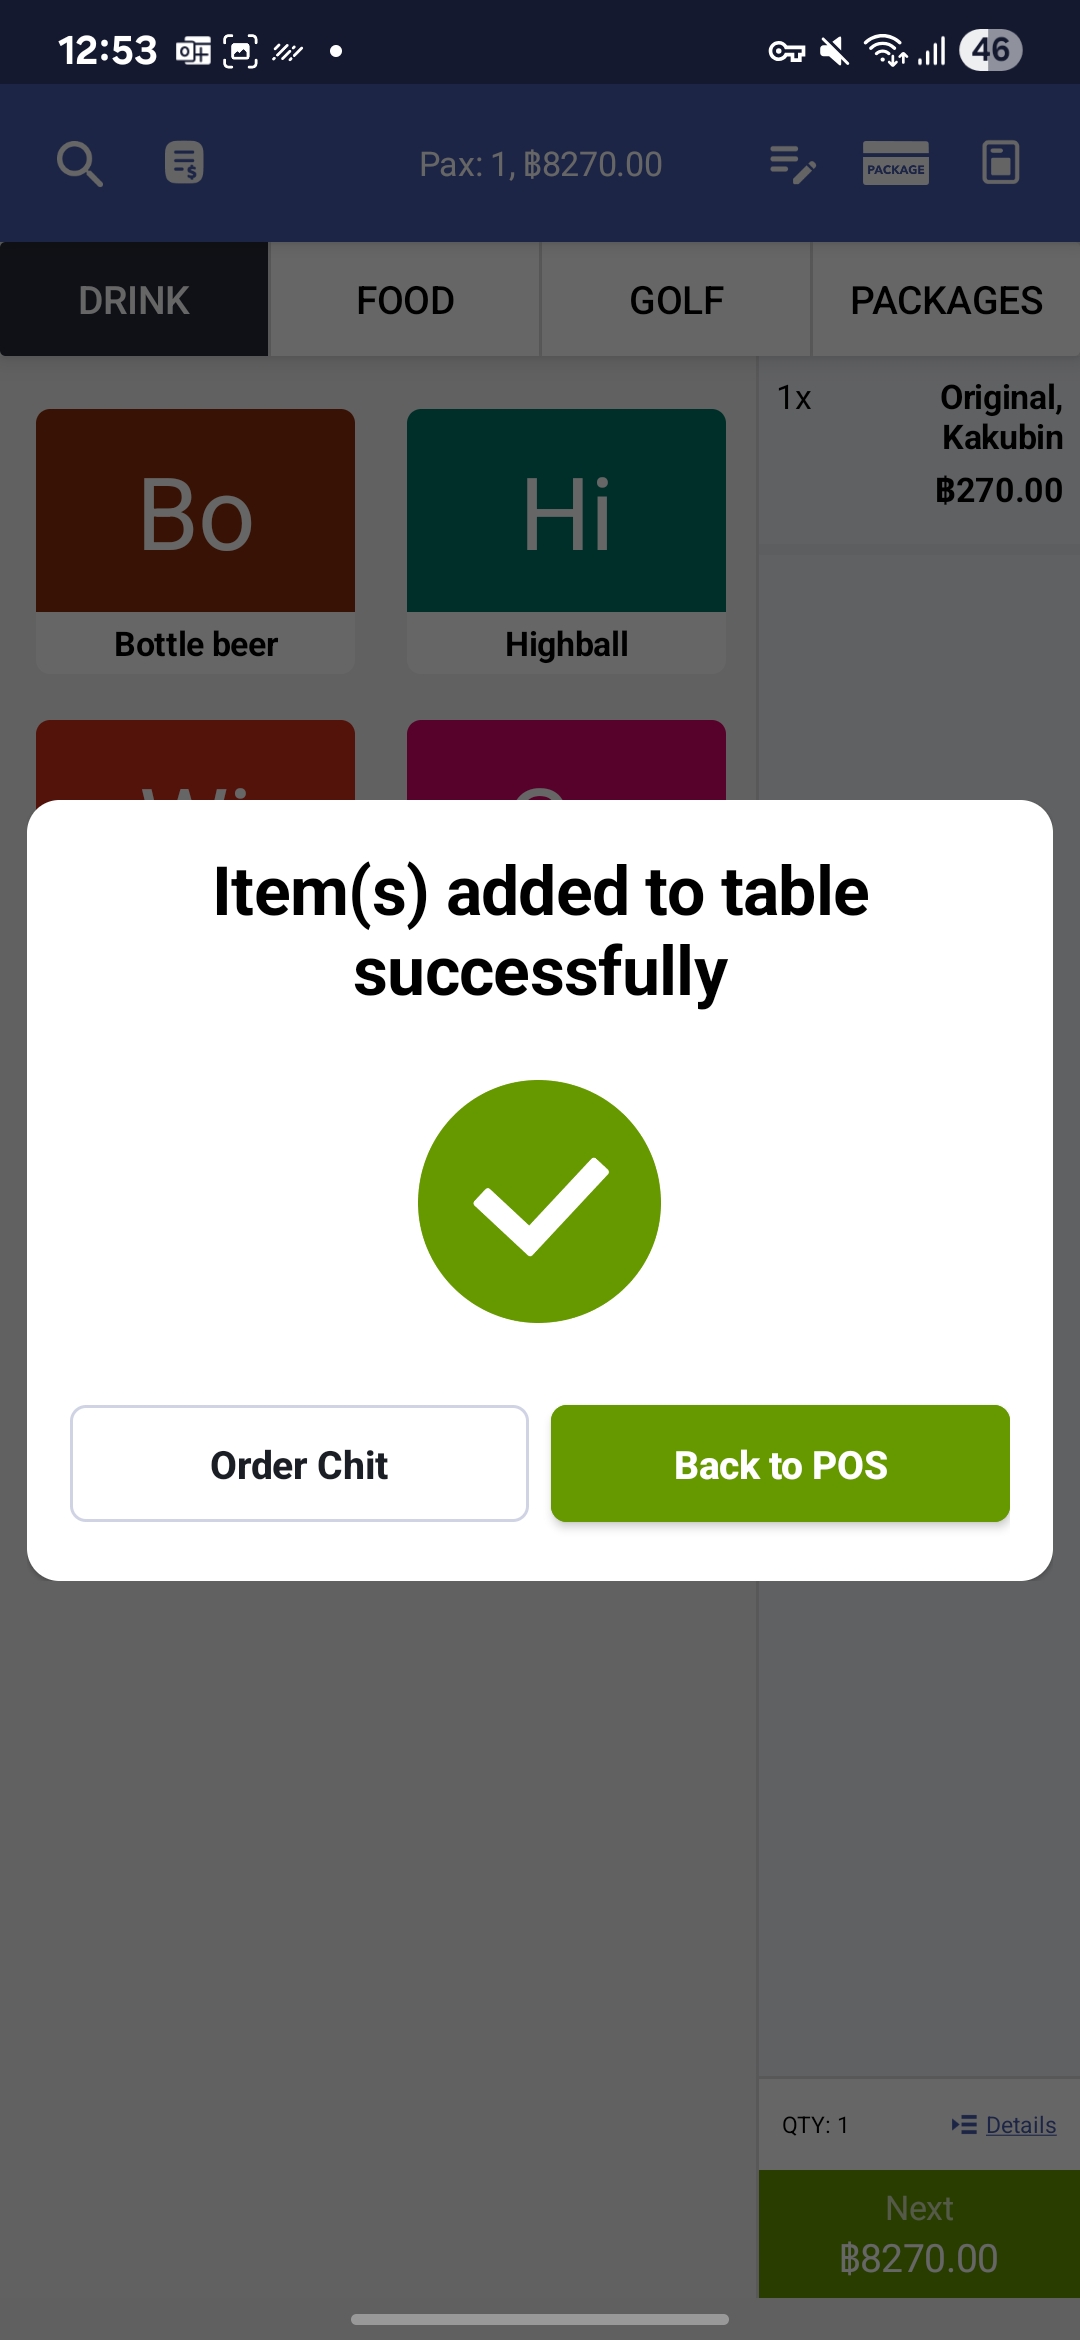 12:53
46
Pax: 1, ฿8270.00
PACKAGE
DRINK
FOOD
GOLF
PACKAGES
Bo
Hi
Bottle beer
Highball
1x
Original,
Kakubin
฿270.00
Wi
Item(s) added to table
successfully
Order Chit
Back to POS
QTY: 1
Details
Next
฿8270.00